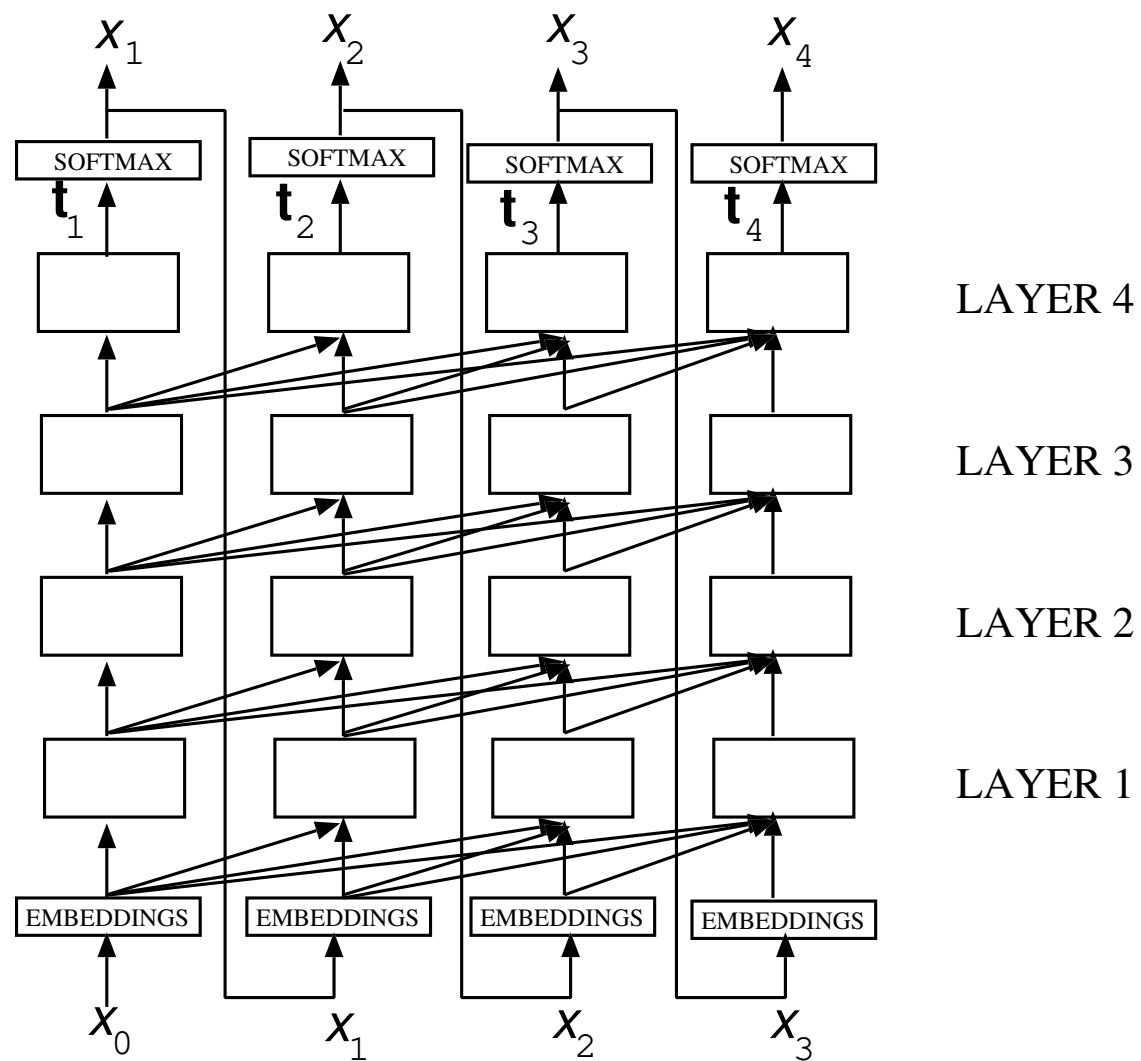 x1 x2 x3 x4
SOFTMAX SOFTMAX SOFTMAX SOFTMAX
t1 t2 t3 t4
LAYER 4
LAYER 3
LAYER 2
LAYER 1
EMBEDDINGS EMBEDDINGS EMBEDDINGS EMBEDDINGS
x0 x1 x2 x3